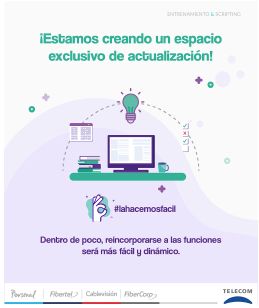 ENTRENAMIENTO & SCRIPTING
¡Estamos creando un espacio
exclusivo de actualización!
#lahacemosfacil
Dentro de poco, reincorporarse a las funciones
será más fácil y dinámico.
Personal Fibertel Cablevisión FiberCorp
TELECOM